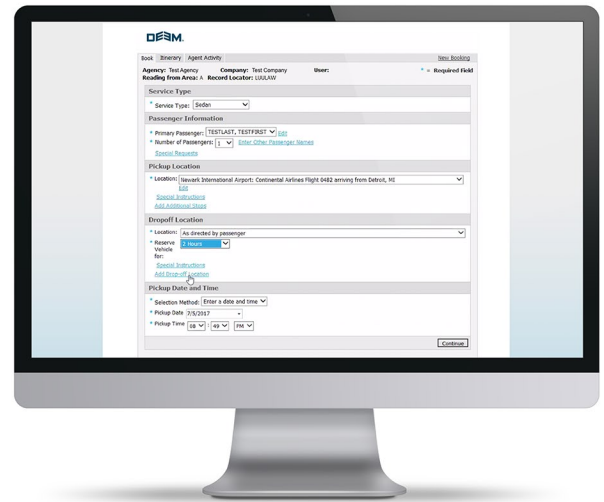 DEEM.
Book Itinerary Agent Activity New Booking
Agency: Test Agency Company: Test Company User: * = Required Field
Reading from Area: A Record Locator: LUULAW
Service Type
* Service Type: Sedan
Passenger Information
* Primary Passenger: TESTLAST, TESTFIRST Edit
* Number of Passengers: 1 Enter Other Passenger Names
Special Requests
Pickup Location
* Location: Newark International Airport: Continental Airlines Flight 0482 arriving from Detroit, MI
Edit
Special Instructions
Add Additional Stops
Dropoff Location
* Location: As directed by passenger
* Reserve 2 Hours
Vehicle
for:
Special Instructions
Add Drop-off Location
Pickup Date and Time
* Selection Method: Enter a date and time
* Pickup Date 7/5/2017
* Pickup Time 08 : 49 PM
Continue